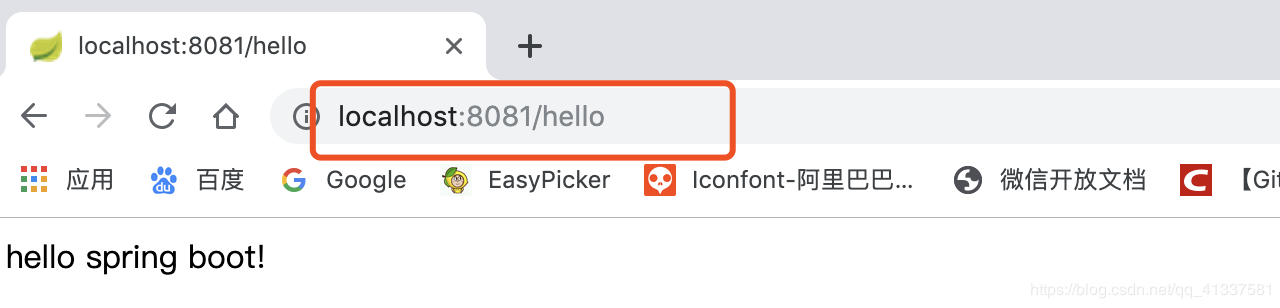 localhost:8081/hello
localhost:8081/hello
应用 du 百度 Google EasyPicker Iconfont-阿里巴巴... 微信开放文档 C 【Git
hello spring boot!
https://blog.csdn.net/qq_41337581